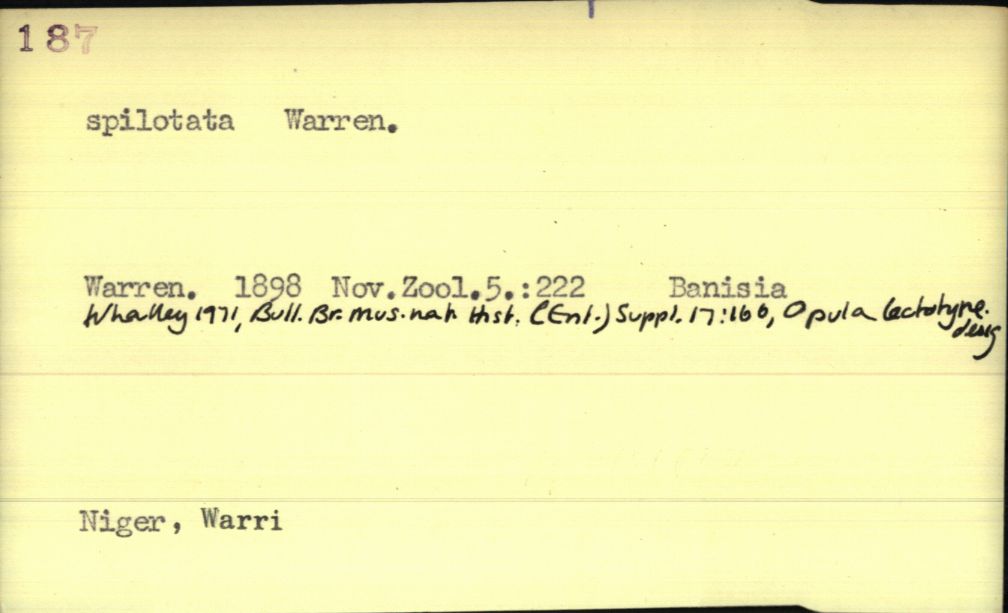 187
spilotata Warren.
Warren. 1898 Nov.Zool.5.:222 Banisia
Whalley 1971, Bull. Br. Mus. nat. Hist. (Ent.) Suppl. 17:166, Opula lectotype.
desig
Niger, Warri